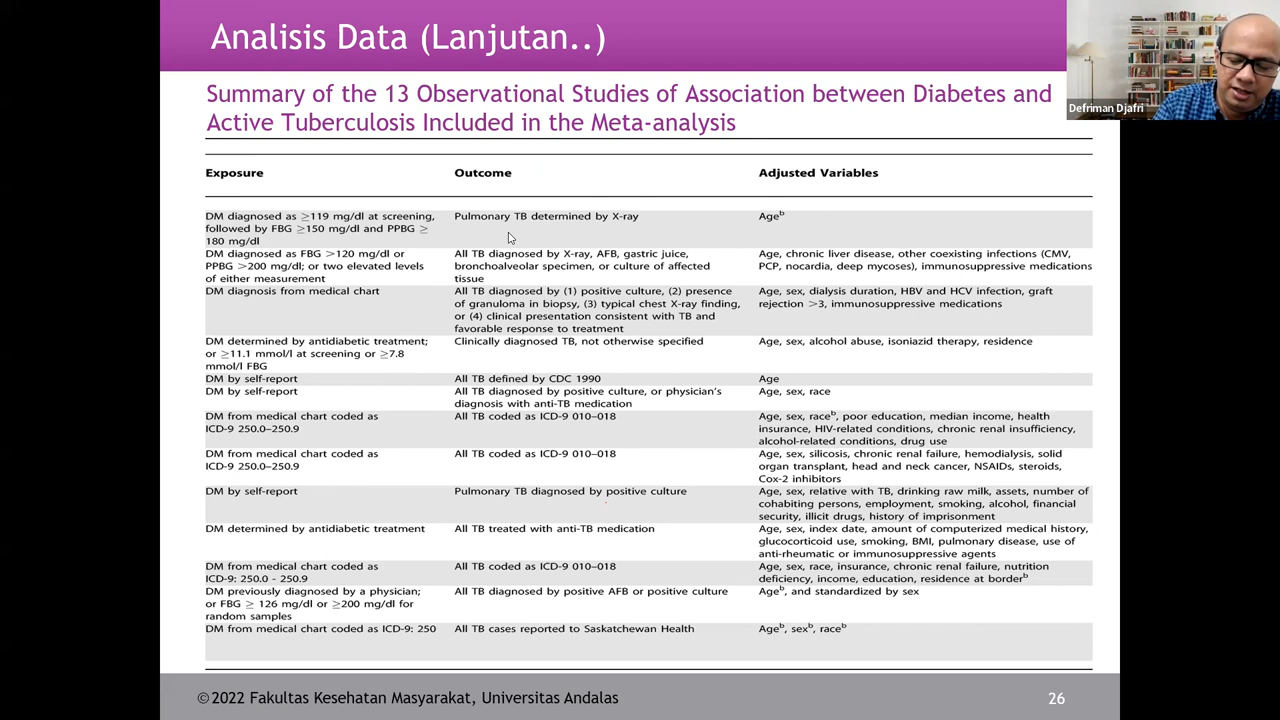 Analisis Data (Lanjutan..)
Defriman Djafri
Summary of the 13 Observational Studies of Association between Diabetes and
Active Tuberculosis Included in the Meta-analysis
Exposure Outcome Adjusted Variables
DM diagnosed as ≥119 mg/dl at screening,
followed by FBG ≥150 mg/dl and PPBG ≥
180 mg/dl
Pulmonary TB determined by X-ray
Ageᵇ
DM diagnosed as FBG >120 mg/dl or
PPBG >200 mg/dl; or two elevated levels
of either measurement
All TB diagnosed by X-ray, AFB, gastric juice,
bronchoalveolar specimen, or culture of affected
tissue
Age, chronic liver disease, other coexisting infections (CMV,
PCP, nocardia, deep mycoses), immunosuppressive medications
DM diagnosis from medical chart
All TB diagnosed by (1) positive culture, (2) presence
of granuloma in biopsy, (3) typical chest X-ray finding,
or (4) clinical presentation consistent with TB and
favorable response to treatment
Age, sex, dialysis duration, HBV and HCV infection, graft
rejection >3, immunosuppressive medications
DM determined by antidiabetic treatment;
or ≥11.1 mmol/l at screening or ≥7.8
mmol/l FBG
Clinically diagnosed TB, not otherwise specified
Age, sex, alcohol abuse, isoniazid therapy, residence
DM by self-report
All TB defined by CDC 1990
Age
DM by self-report
All TB diagnosed by positive culture, or physician's
diagnosis with anti-TB medication
Age, sex, race
DM from medical chart coded as
ICD-9 250.0–250.9
All TB coded as ICD-9 010–018
Age, sex, raceᵇ, poor education, median income, health
insurance, HIV-related conditions, chronic renal insufficiency,
alcohol-related conditions, drug use
DM from medical chart coded as
ICD-9 250.0–250.9
All TB coded as ICD-9 010–018
Age, sex, silicosis, chronic renal failure, hemodialysis, solid
organ transplant, head and neck cancer, NSAIDs, steroids,
Cox-2 inhibitors
DM by self-report
Pulmonary TB diagnosed by positive culture
Age, sex, relative with TB, drinking raw milk, assets, number of
cohabiting persons, employment, smoking, alcohol, financial
security, illicit drugs, history of imprisonment
DM determined by antidiabetic treatment
All TB treated with anti-TB medication
Age, sex, index date, amount of computerized medical history,
glucocorticoid use, smoking, BMI, pulmonary disease, use of
anti-rheumatic or immunosuppressive agents
DM from medical chart coded as
ICD-9: 250.0 - 250.9
All TB coded as ICD-9 010–018
Age, sex, race, insurance, chronic renal failure, nutrition
deficiency, income, education, residence at borderᵇ
DM previously diagnosed by a physician;
or FBG ≥ 126 mg/dl or ≥200 mg/dl for
random samples
All TB diagnosed by positive AFB or positive culture
Ageᵇ, and standardized by sex
DM from medical chart coded as ICD-9: 250
All TB cases reported to Saskatchewan Health
Ageᵇ, sexᵇ, raceᵇ
©2022 Fakultas Kesehatan Masyarakat, Universitas Andalas
26